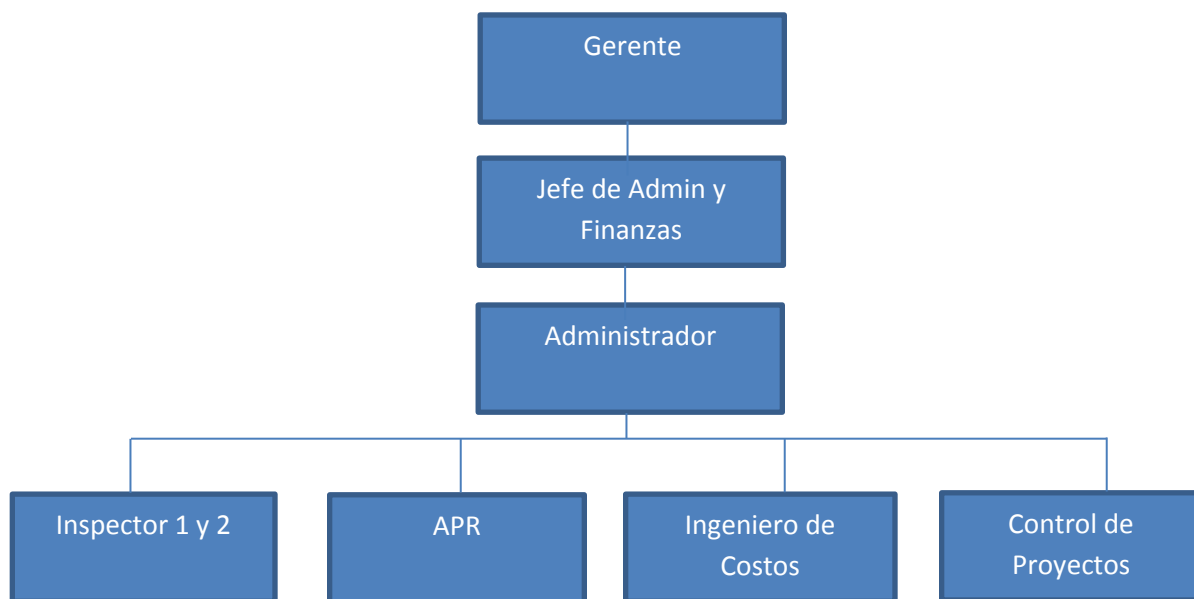 Gerente
Jefe de Admin y
Finanzas
Administrador
Inspector 1 y 2
APR
Ingeniero de
Costos
Control de
Proyectos